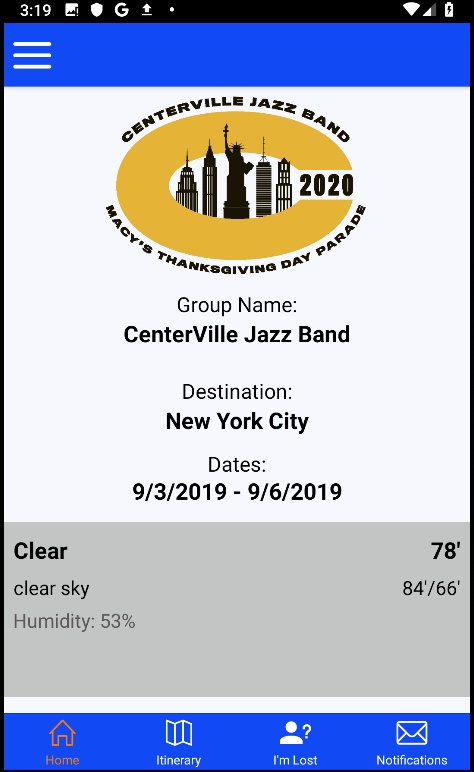 3:19
CENTERVILLE JAZZ BAND
2020
MACY'S THANKSGIVING DAY PARADE
Group Name:
CenterVille Jazz Band
Destination:
New York City
Dates:
9/3/2019 - 9/6/2019
Clear 78'
clear sky 84'/66'
Humidity: 53%
Home Itinerary I'm Lost Notifications